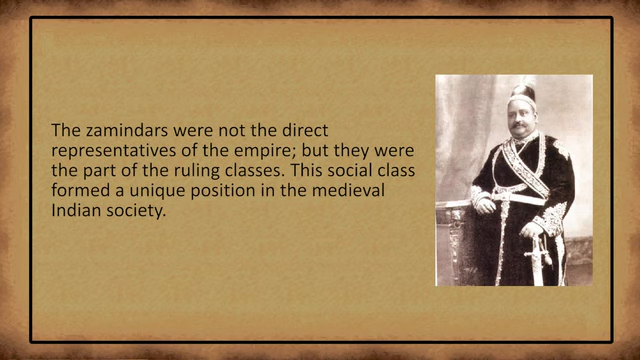 The zamindars were not the direct
representatives of the empire; but they were
the part of the ruling classes. This social class
formed a unique position in the medieval
Indian society.